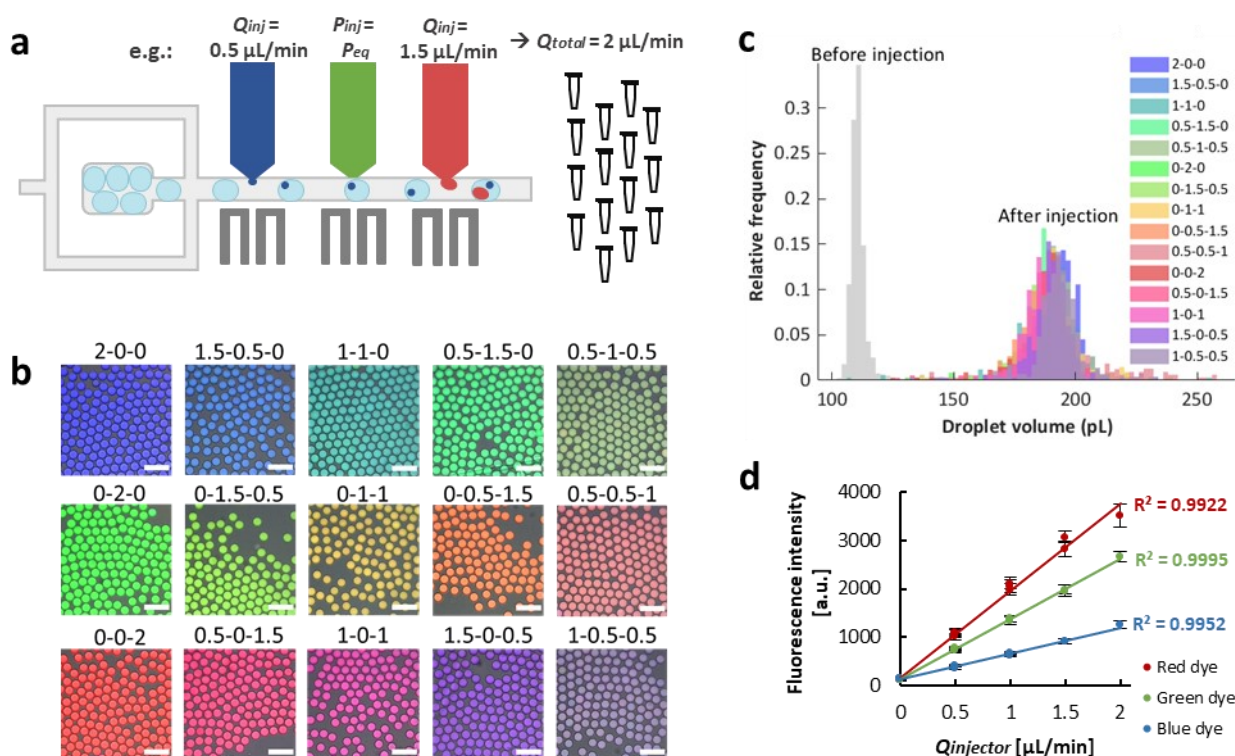 a
e.g.:
Qinj =
0.5 µL/min
Pinj =
Peq
Qinj =
1.5 µL/min
→ Qtotal = 2 µL/min
b
2-0-0
1.5-0.5-0
1-1-0
0.5-1.5-0
0.5-1-0.5
0-2-0
0-1.5-0.5
0-1-1
0-0.5-1.5
0.5-0.5-1
0-0-2
0.5-0-1.5
1-0-1
1.5-0-0.5
1-0.5-0.5
c
Before injection
After injection
Relative frequency
0.3
0.25
0.2
0.15
0.1
0.05
0
100
150
200
250
Droplet volume (pL)
2-0-0
1.5-0.5-0
1-1-0
0.5-1.5-0
0.5-1-0.5
0-2-0
0-1.5-0.5
0-1-1
0-0.5-1.5
0.5-0.5-1
0-0-2
0.5-0-1.5
1-0-1
1.5-0-0.5
1-0.5-0.5
d
Fluorescence intensity
[a.u.]
4000
3000
2000
1000
0
0
0.5
1
1.5
2
Qinjector [µL/min]
R² = 0.9922
R² = 0.9995
R² = 0.9952
Red dye
Green dye
Blue dye